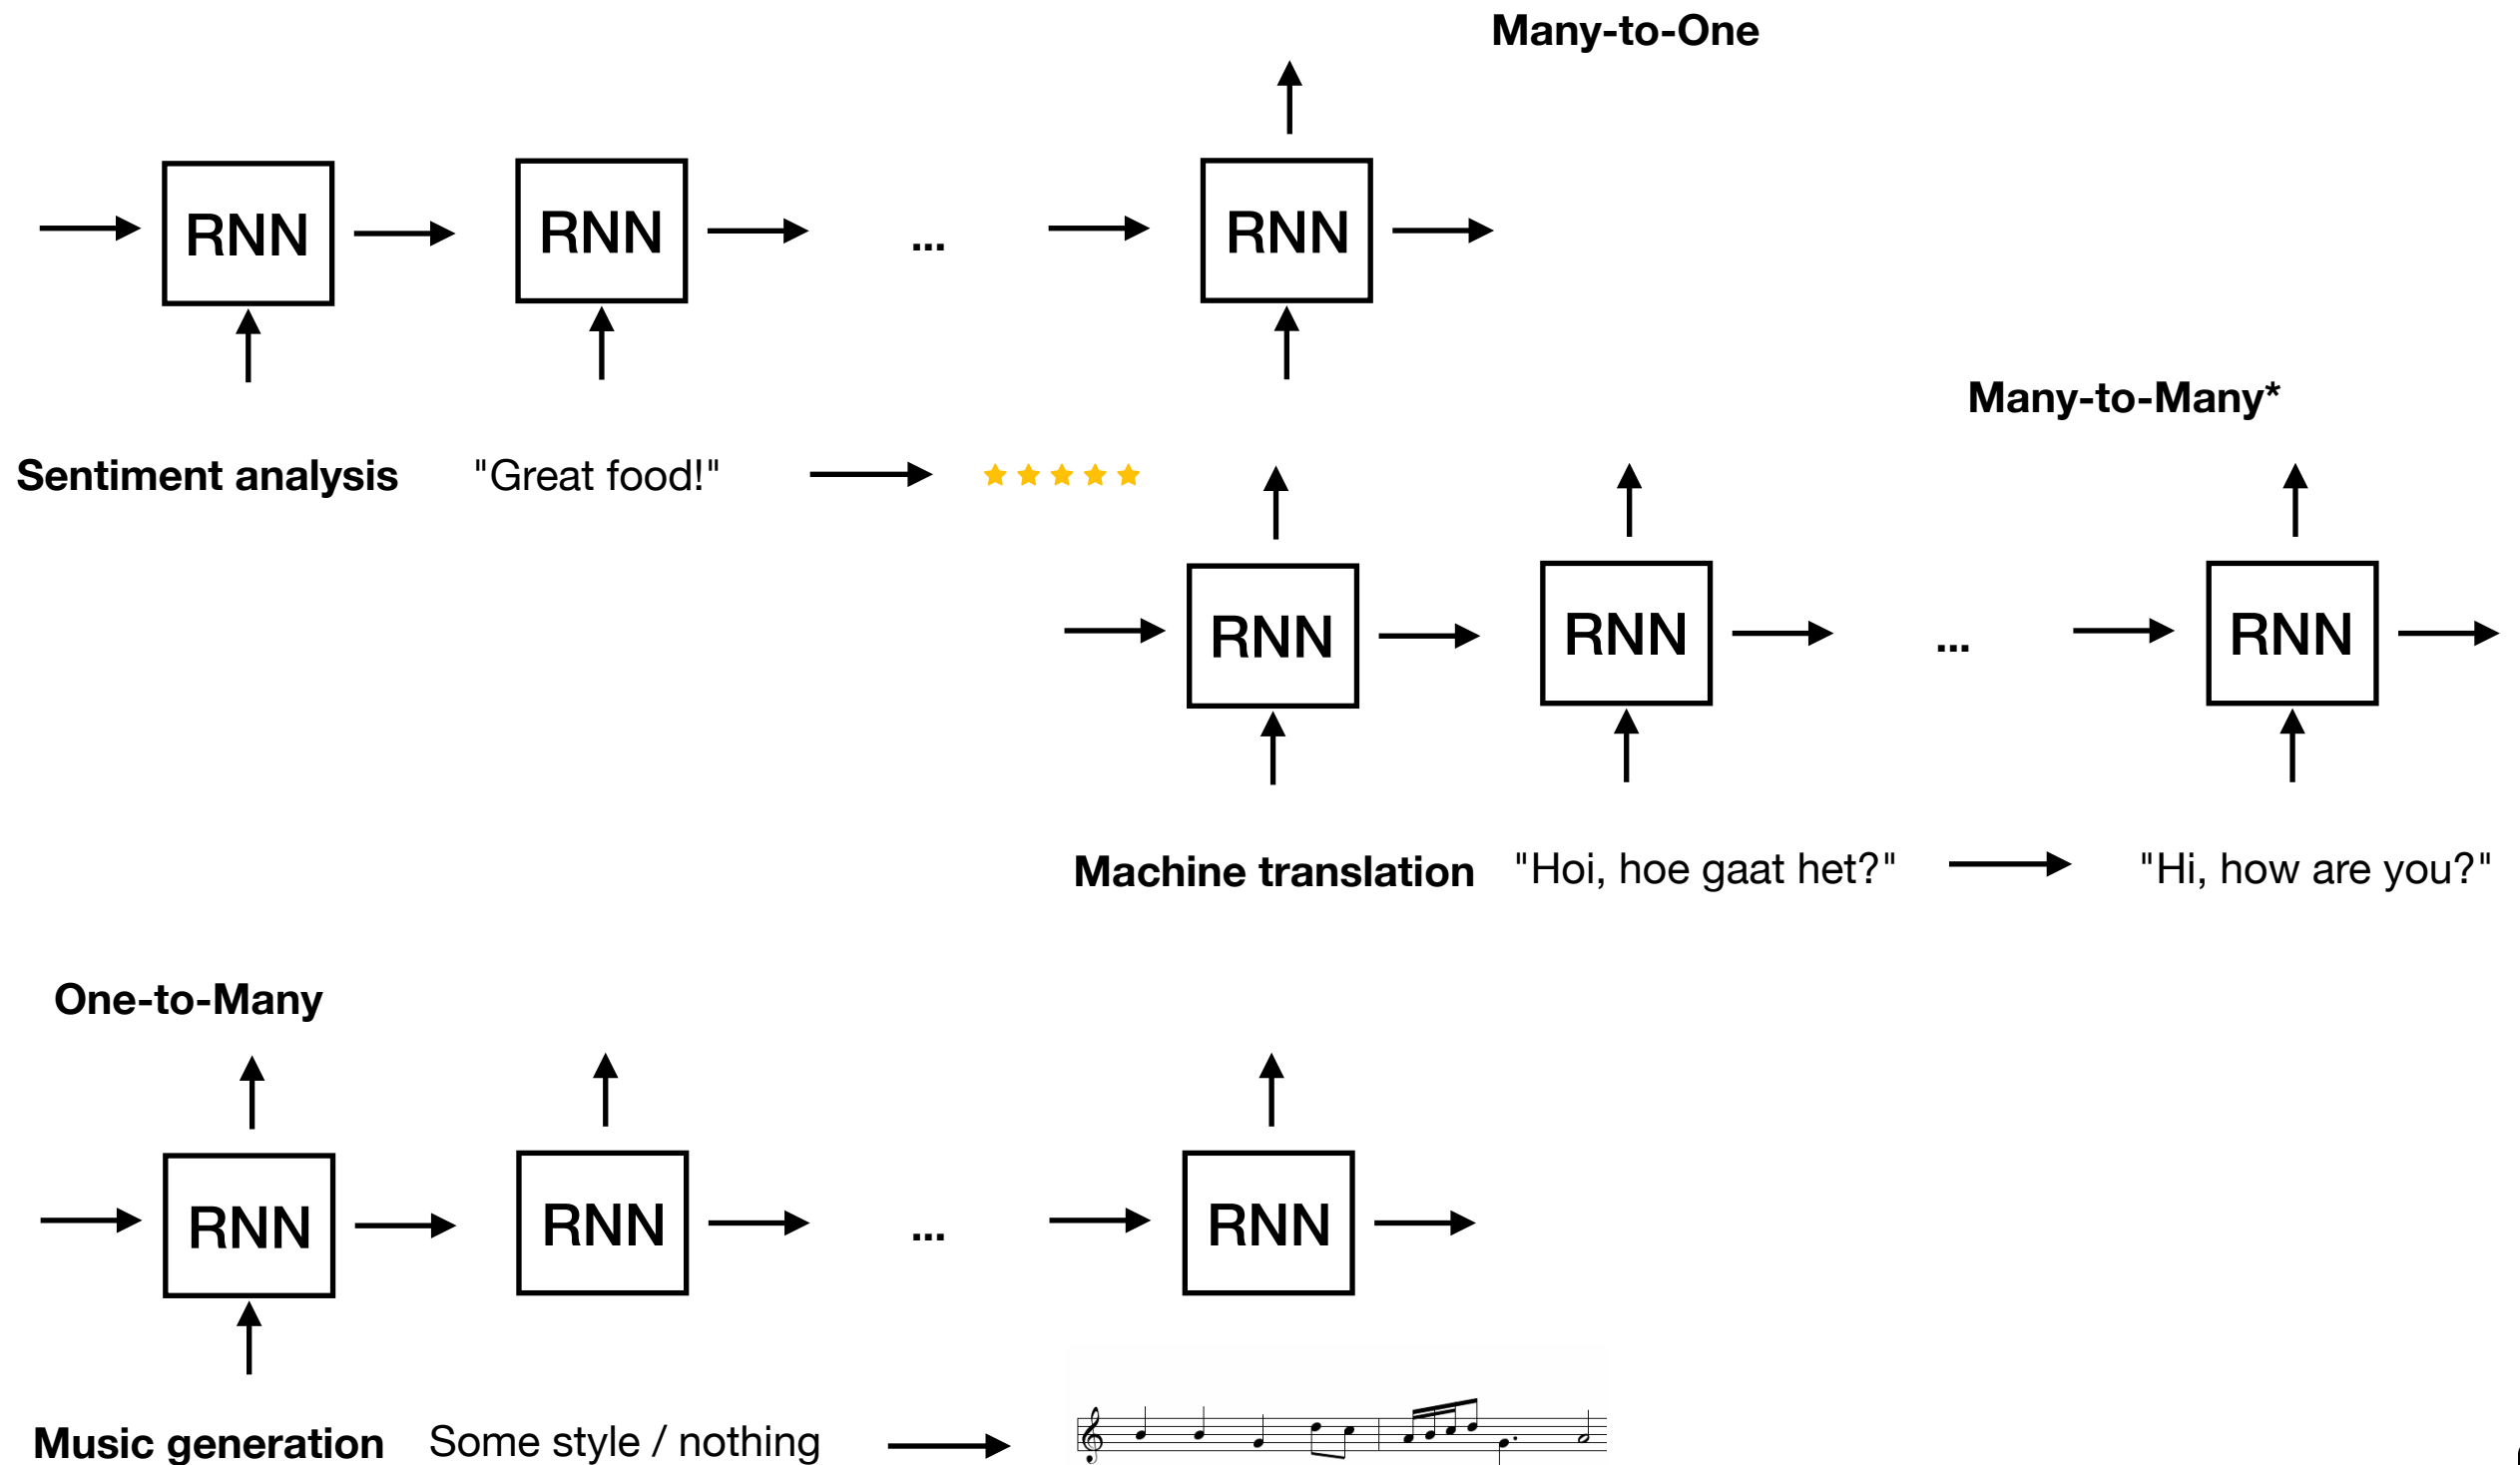 Many-to-One
RNN
RNN
...
RNN
Many-to-Many*
Sentiment analysis "Great food!"
RNN
RNN
...
RNN
Machine translation "Hoi, hoe gaat het?" "Hi, how are you?"
One-to-Many
RNN
RNN
...
RNN
Music generation Some style / nothing